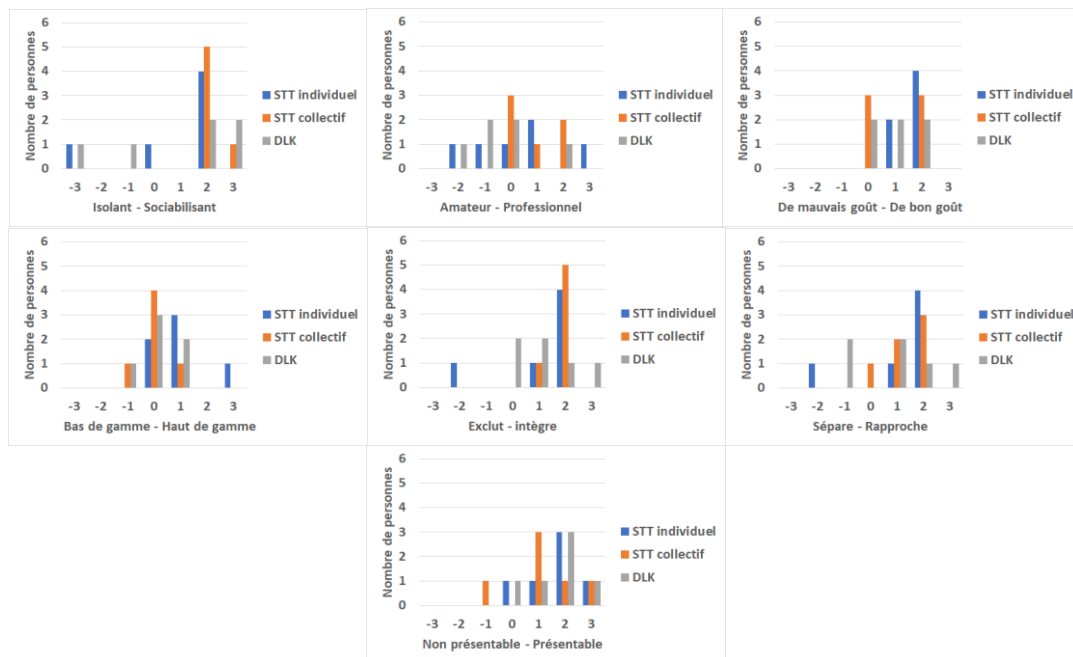 6
5
4
3
2
1
0
Nombre de personnes
-3 -2 -1 0 1 2 3
Isolant - Sociabilisant
STT individuel
STT collectif
DLK
6
5
4
3
2
1
0
Nombre de personnes
-3 -2 -1 0 1 2 3
Amateur - Professionnel
STT individuel
STT collectif
DLK
6
5
4
3
2
1
0
Nombre de personnes
-3 -2 -1 0 1 2 3
De mauvais goût - De bon goût
STT individuel
STT collectif
DLK
6
5
4
3
2
1
0
Nombre de personnes
-3 -2 -1 0 1 2 3
Bas de gamme - Haut de gamme
STT individuel
STT collectif
DLK
6
5
4
3
2
1
0
Nombre de personnes
-3 -2 -1 0 1 2 3
Exclut - intègre
STT individuel
STT collectif
DLK
6
5
4
3
2
1
0
Nombre de personnes
-3 -2 -1 0 1 2 3
Sépare - Rapproche
STT individuel
STT collectif
DLK
6
5
4
3
2
1
0
Nombre de personnes
-3 -2 -1 0 1 2 3
Non présentable - Présentable
STT individuel
STT collectif
DLK